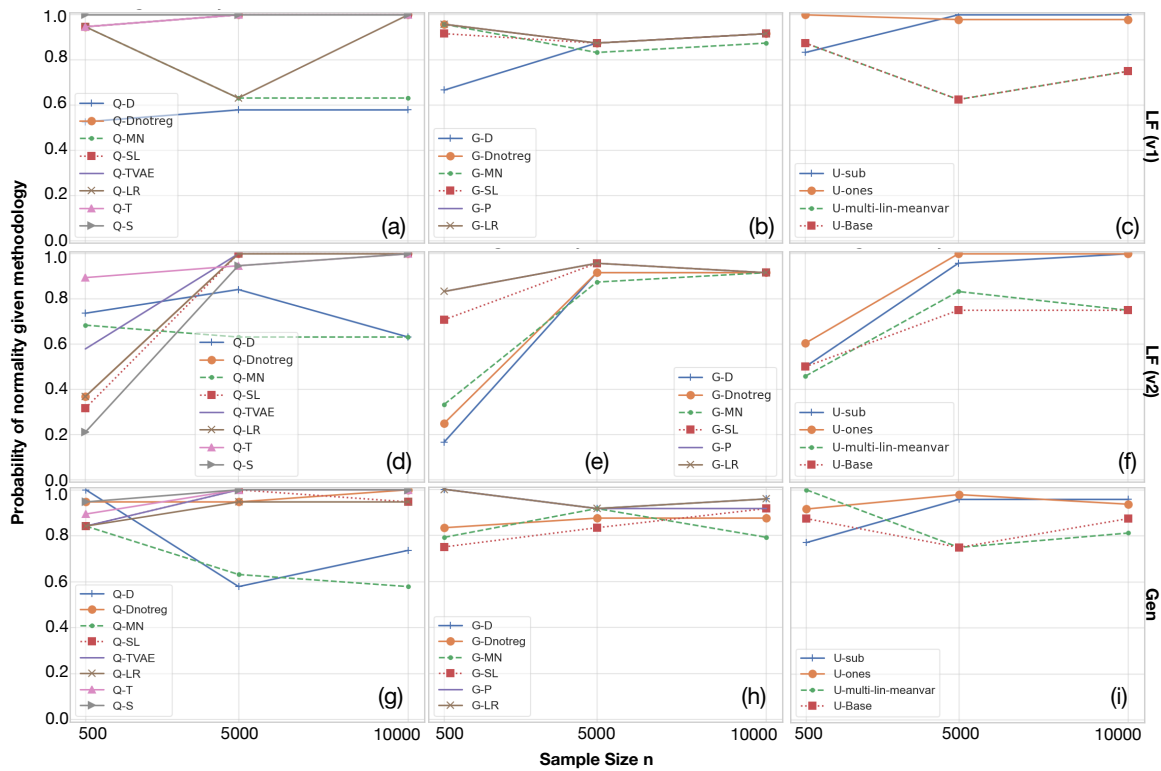 Probability of normality given methodology
1.0
0.8
0.6
0.4
0.2
0.0
Q-D
Q-Dnotreg
Q-MN
Q-SL
Q-TVAE
Q-LR
Q-T
Q-S
(a)
G-D
G-Dnotreg
G-MN
G-SL
G-P
G-LR
(b)
U-sub
U-ones
U-multi-lin-meanvar
U-Base
(c)
LF (v1)
1.0
0.8
0.6
0.4
0.2
0.0
Q-D
Q-Dnotreg
Q-MN
Q-SL
Q-TVAE
Q-LR
Q-T
Q-S
(d)
G-D
G-Dnotreg
G-MN
G-SL
G-P
G-LR
(e)
U-sub
U-ones
U-multi-lin-meanvar
U-Base
(f)
LF (v2)
1.0
0.8
0.6
0.4
0.2
0.0
Q-D
Q-Dnotreg
Q-MN
Q-SL
Q-TVAE
Q-LR
Q-T
Q-S
(g)
G-D
G-Dnotreg
G-MN
G-SL
G-P
G-LR
(h)
U-sub
U-ones
U-multi-lin-meanvar
U-Base
(i)
Gen
500 5000 10000 500 5000 10000 500 5000 10000
Sample Size n